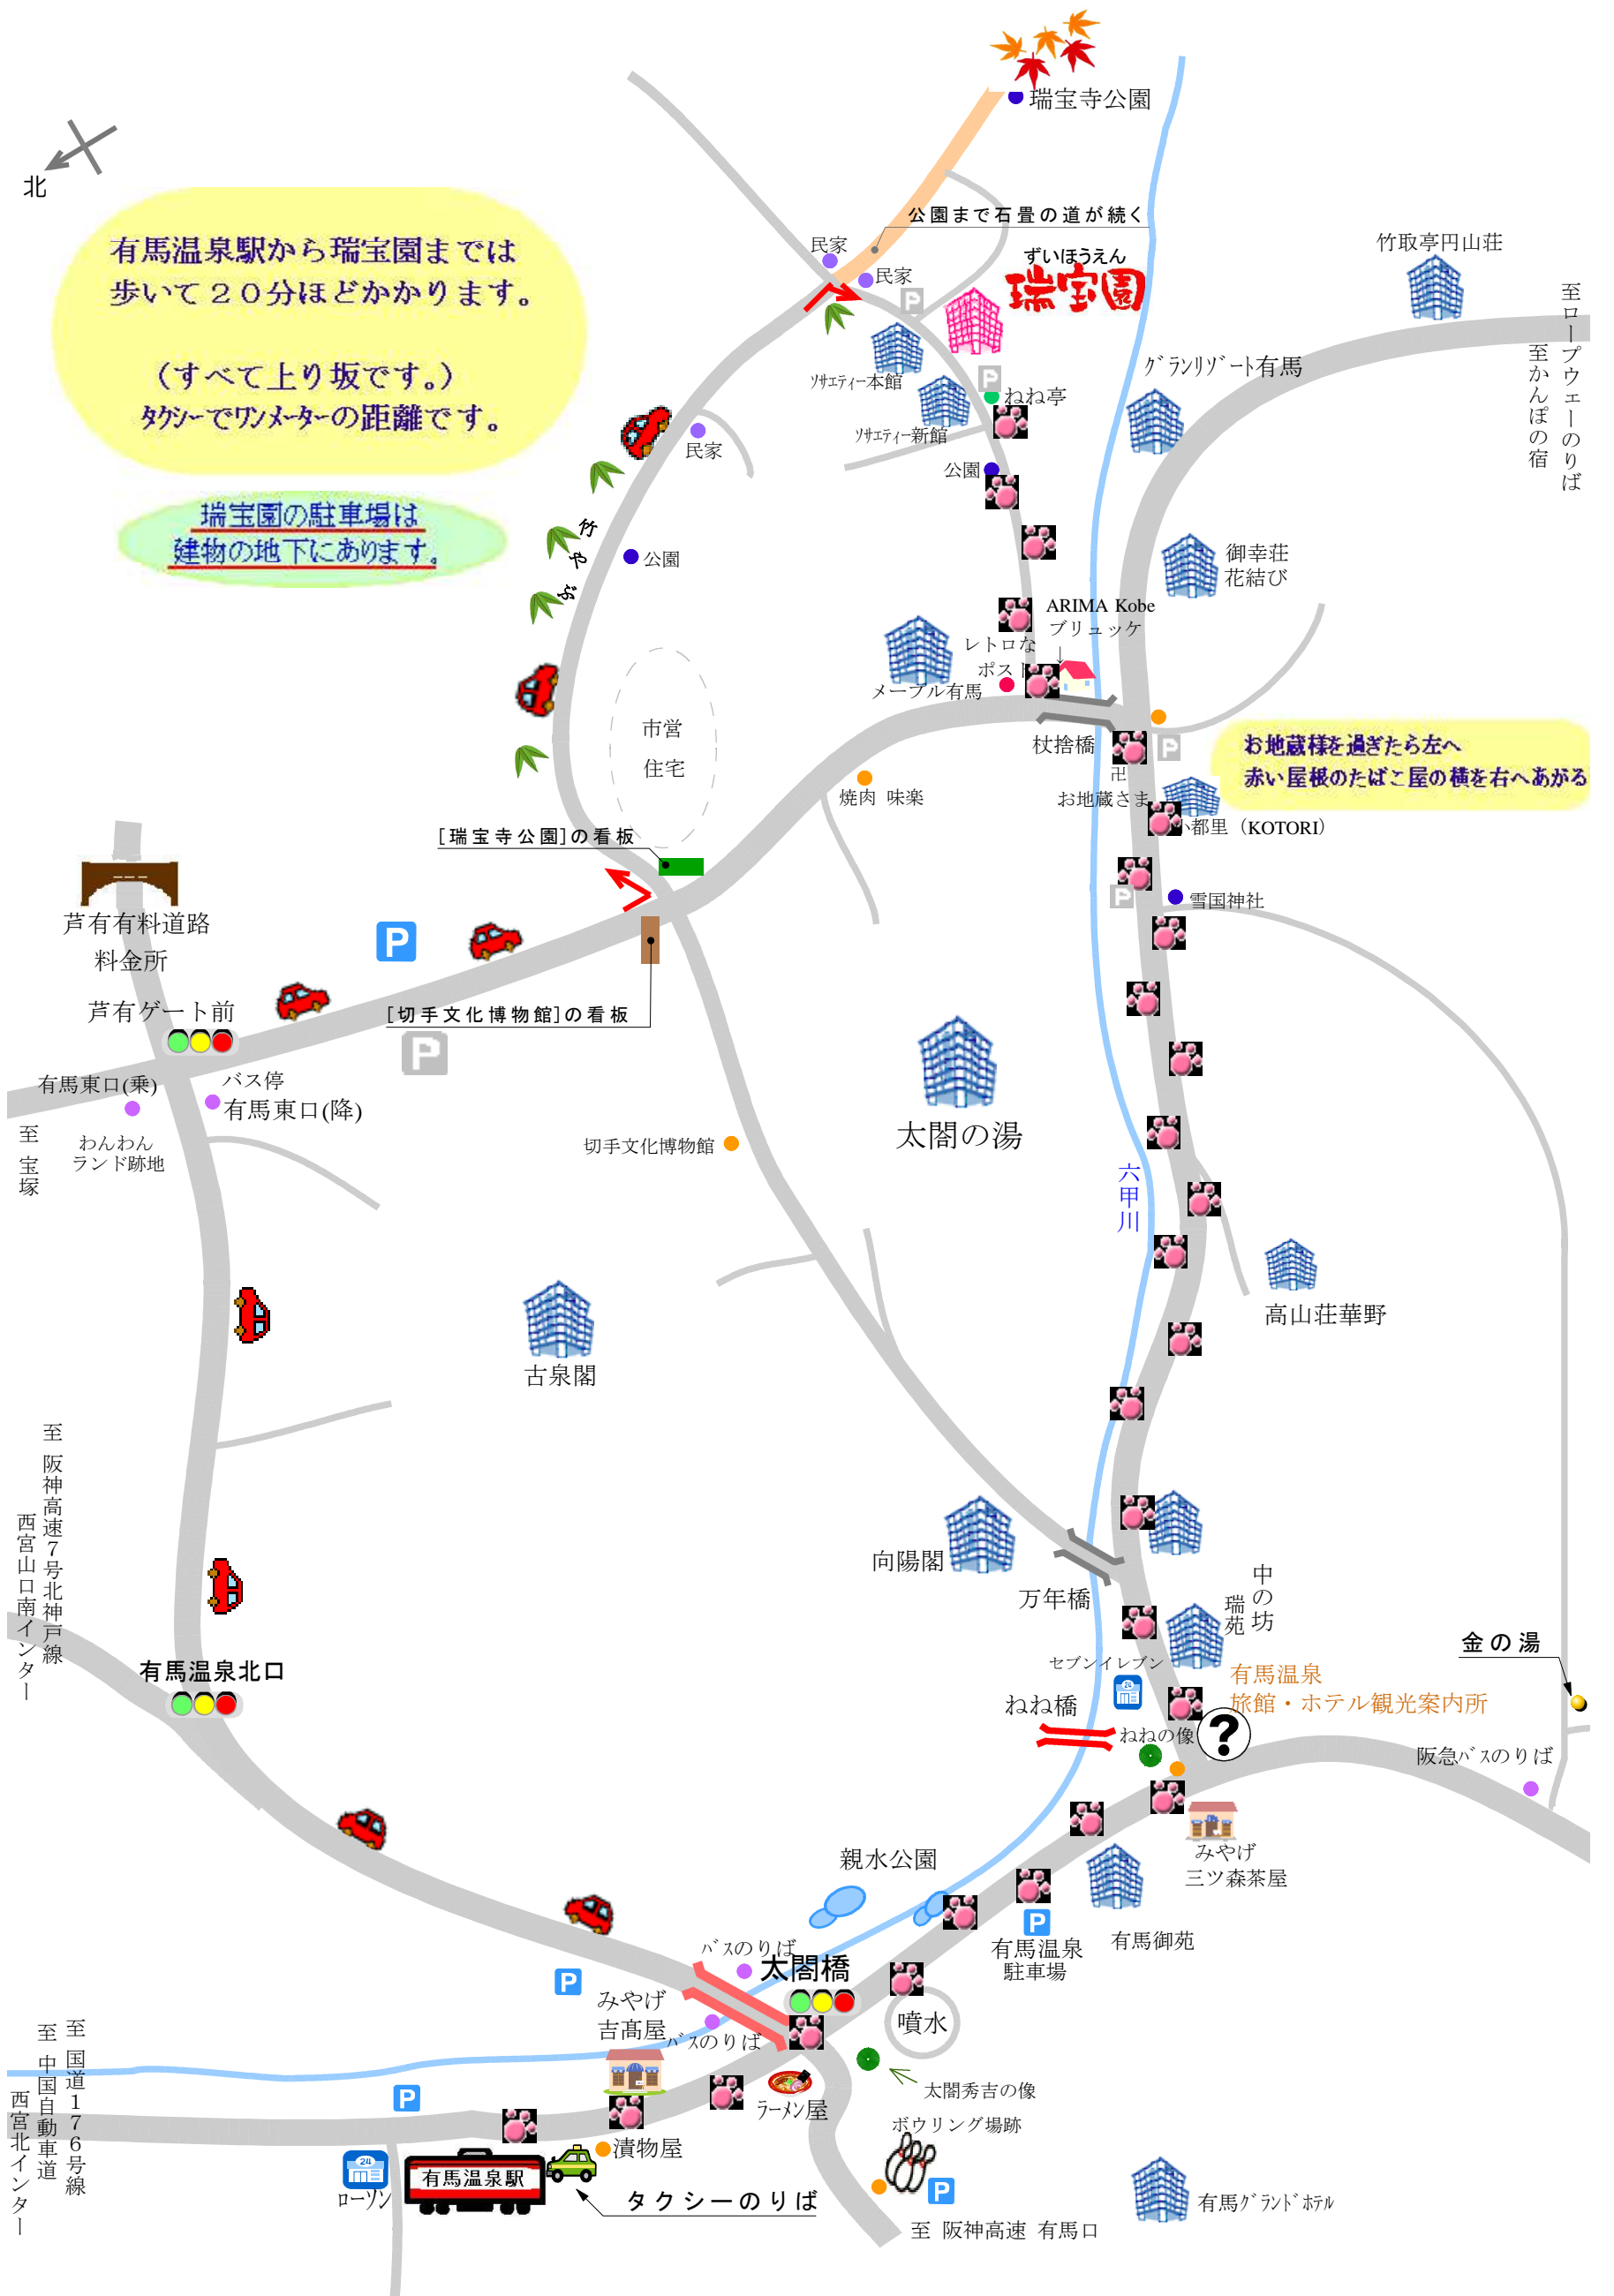 瑞宝寺公園
北
公園まで石畳の道が続く
有馬温泉駅から瑞宝園までは
歩いて２０分ほどかかります。
（すべて上り坂です。）
ﾀｸｼｰでﾜﾝﾒｰﾀｰの距離です。
瑞宝園の駐車場は
建物の地下にあります。
民家
民家
P
ずいほうえん
瑞宝園
竹取亭円山荘
至ロープウェーのりば
至かんぽの宿
ｸﾞﾗﾝﾘｿﾞｰﾄ有馬
ｿｻｴﾃｨｰ本館
P
ねね亭
ｿｻｴﾃｨｰ新館
民家
公園
竹やぶ
公園
御幸荘
花結び
ARIMA Kobe
ブリュッケ
↓
レトロな
ポスト
メープル有馬
市営
住宅
杖捨橋
P
卍
お地蔵さま
お地蔵様を過ぎたら左へ
赤い屋根のたばこ屋の横を右へあがる
焼肉 味楽
小都里（KOTORI）
[瑞宝寺公園]の看板
P
雪国神社
芦有有料道路
料金所
P
芦有ゲート前
[切手文化博物館]の看板
P
有馬東口(乗)
バス停
有馬東口(降)
わんわん
ランド跡地
至 宝塚
切手文化博物館
太閤の湯
六甲川
高山荘華野
古泉閣
至 阪神高速７号北神戸線
西宮山口南インター
向陽閣
万年橋
中の坊
瑞苑
有馬温泉北口
セブンイレブン
24
ねね橋
ねねの像
?
有馬温泉
旅館・ホテル観光案内所
金の湯
阪急ﾊﾞｽのりば
みやげ
三ツ森茶屋
親水公園
P
有馬温泉
駐車場
有馬御苑
ﾊﾞｽのりば
太閤橋
P
みやげ
吉髙屋
ﾊﾞｽのりば
噴水
太閤秀吉の像
ﾗｰﾒﾝ屋
P
ボウリング場跡
P
漬物屋
24
ローソン
有馬温泉駅
タクシーのりば
至 国道１７６号線
至 中国自動車道
西宮北インター
至 阪神高速 有馬口
有馬ｸﾞﾗﾝﾄﾞﾎﾃﾙ